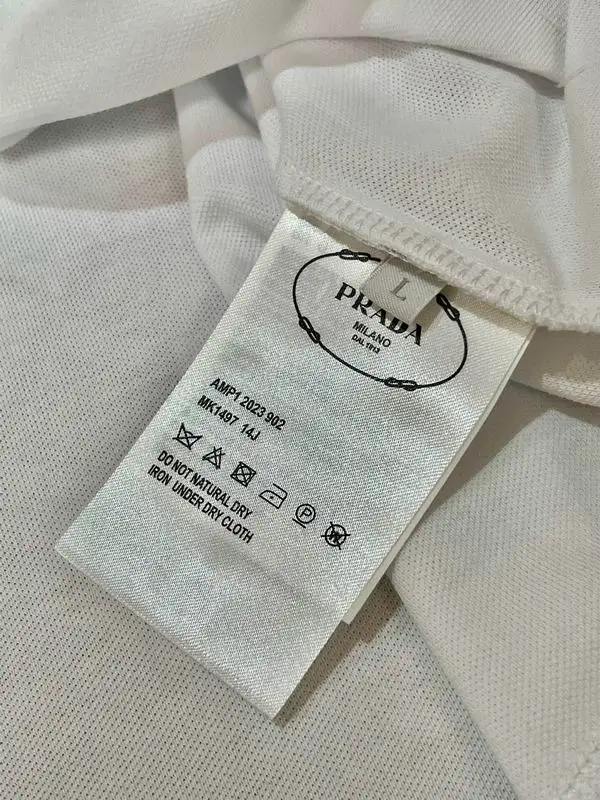 L
PRADA
MILANO
DAL 1913
AMP1 2023 902
MK1497 14J
P
W
DO NOT NATURAL DRY
IRON UNDER DRY CLOTH